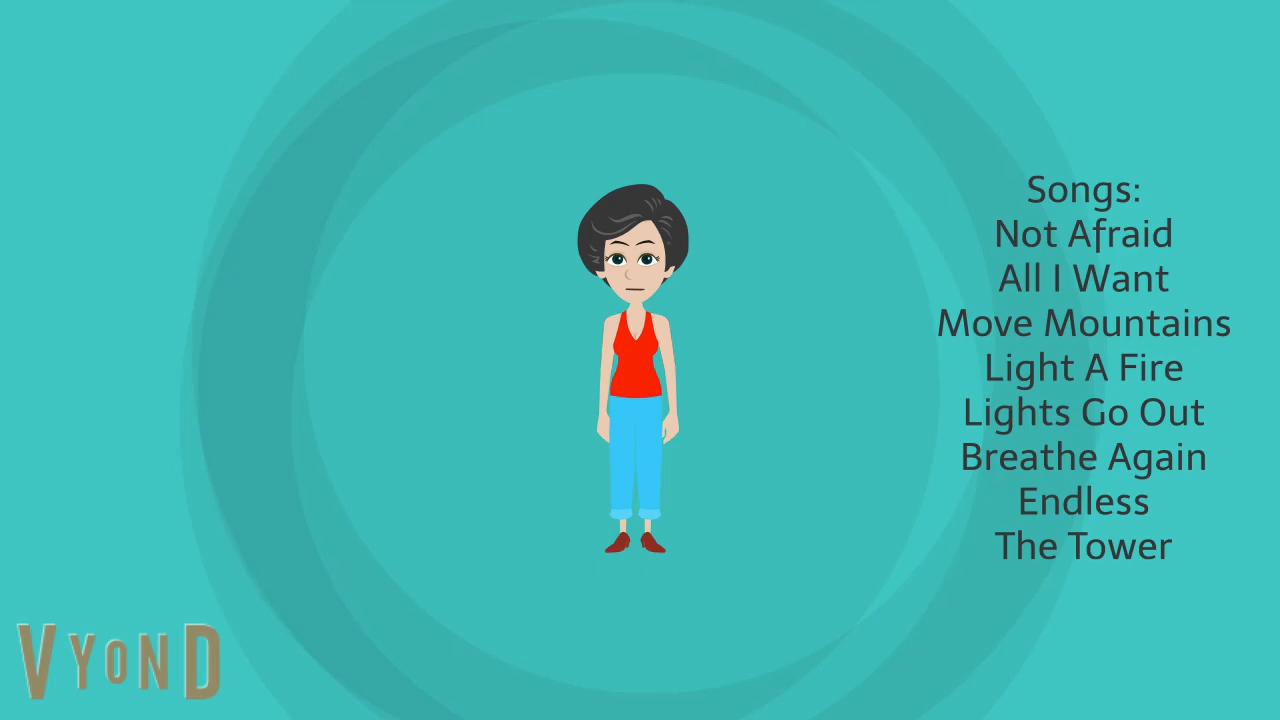 Songs:
Not Afraid
All I Want
Move Mountains
Light A Fire
Lights Go Out
Breathe Again
Endless
The Tower
VYOND